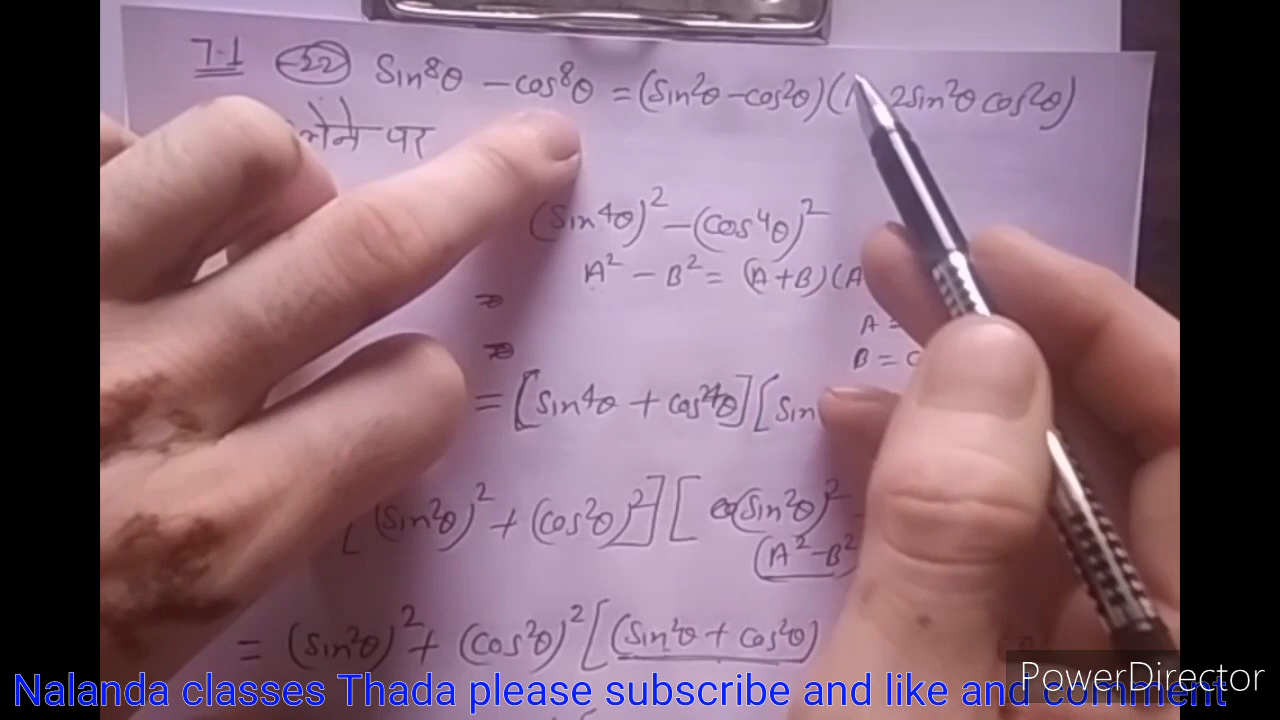 7.1 22 Sin⁸θ – cos⁸θ = (Sin²θ – cos²θ)( 2Sin²θ cos²θ)
लेने पर
(Sin⁴θ)² – (cos⁴θ)²
A² – B² = (A+B)(A
⇒
A =
⇒
B = c
= [Sin⁴θ + cos⁴θ][Sin
[(Sin²θ)² + (cos²θ)²][ (Sin²θ)²
(A² – B²
= (Sin²θ)² + (cos²θ)² [(Sin²θ + cos²θ)
PowerDirector
Nalanda classes Thada please subscribe and like and comment